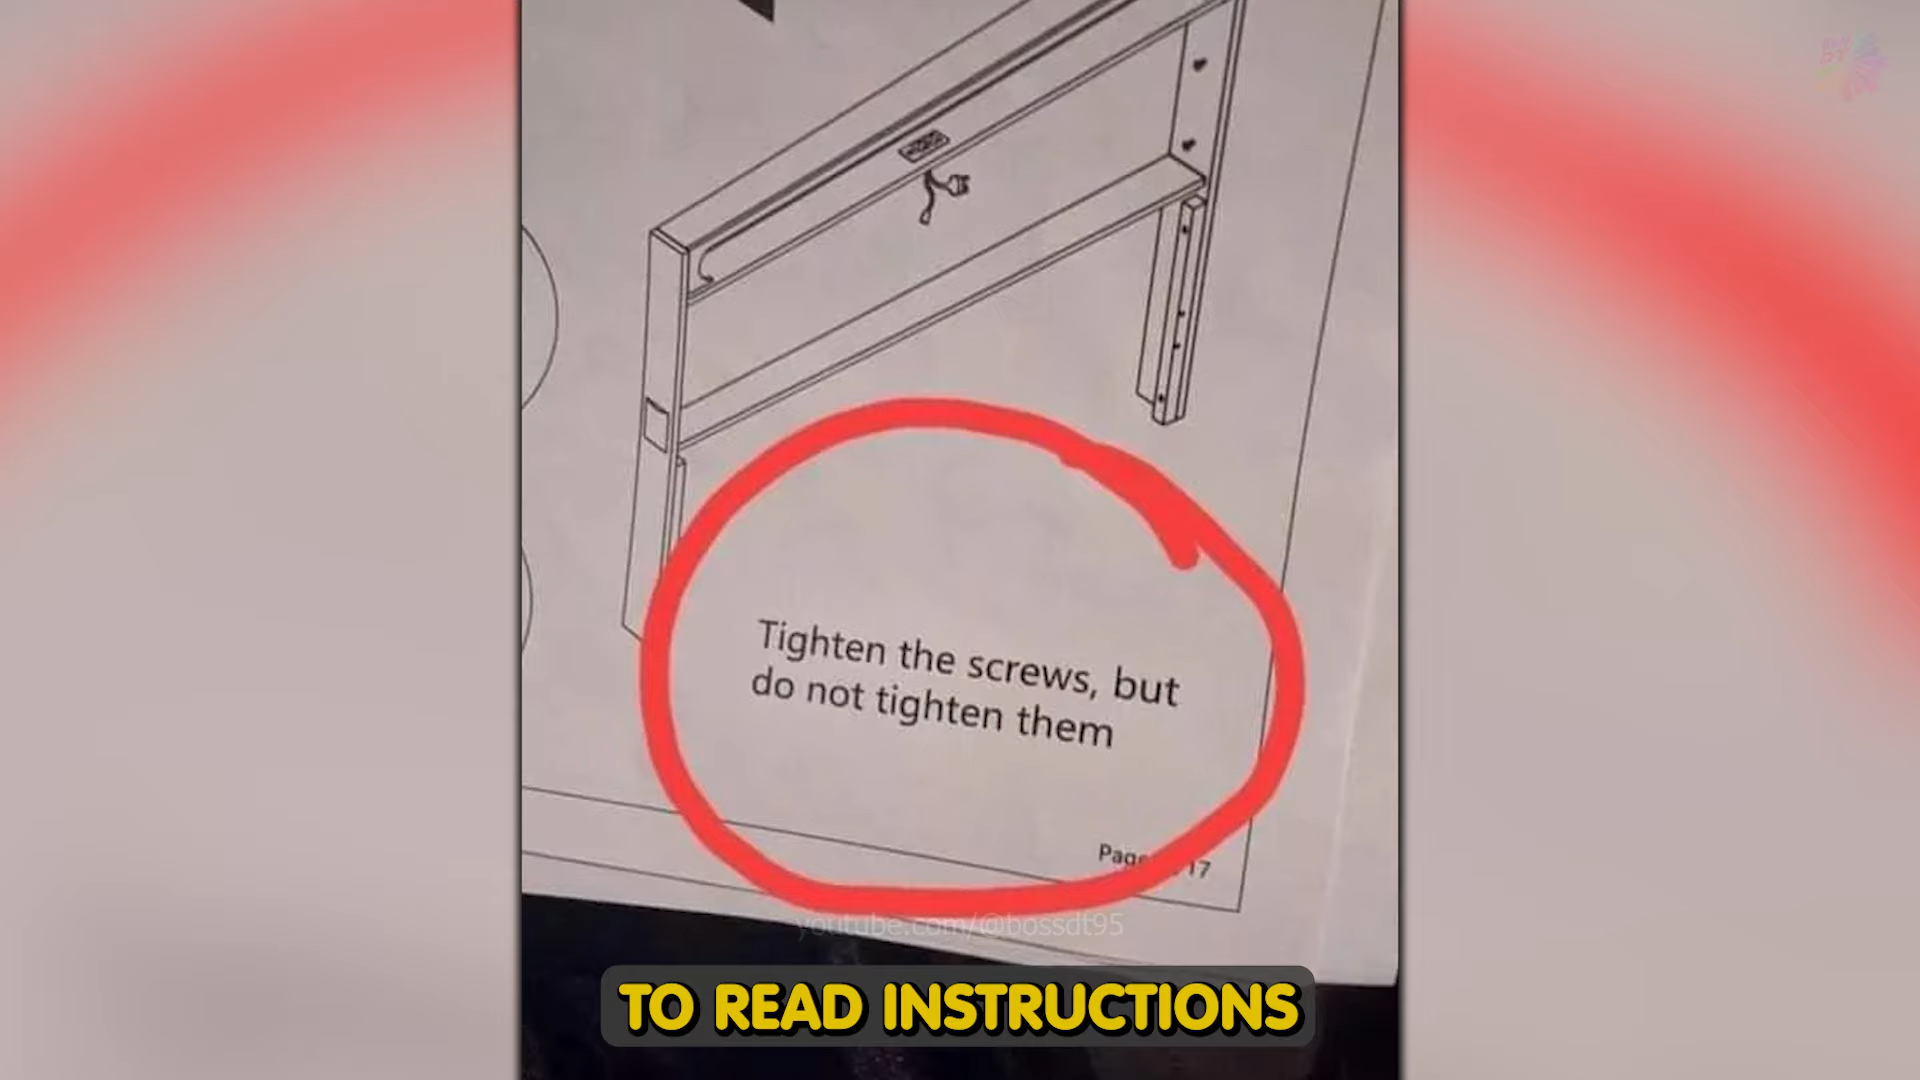 Tighten the screws, but
do not tighten them
17
youtube.com/@bossdt95
TO READ INSTRUCTIONS